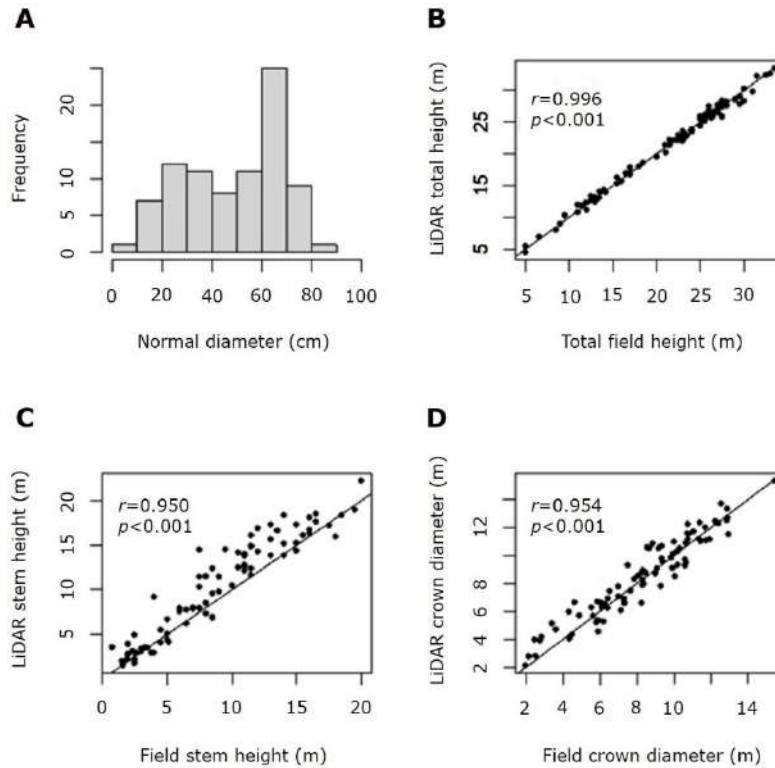 A
Frequency
0 5 10 20
0 20 40 60 80 100
Normal diameter (cm)
B
LiDAR total height (m)
r=0.996
p<0.001
5 15 25
5 10 15 20 25 30
Total field height (m)
C
LiDAR stem height (m)
r=0.950
p<0.001
5 10 15 20
0 5 10 15 20
Field stem height (m)
D
LiDAR crown diameter (m)
r=0.954
p<0.001
2 4 6 8 12
2 4 6 8 10 14
Field crown diameter (m)